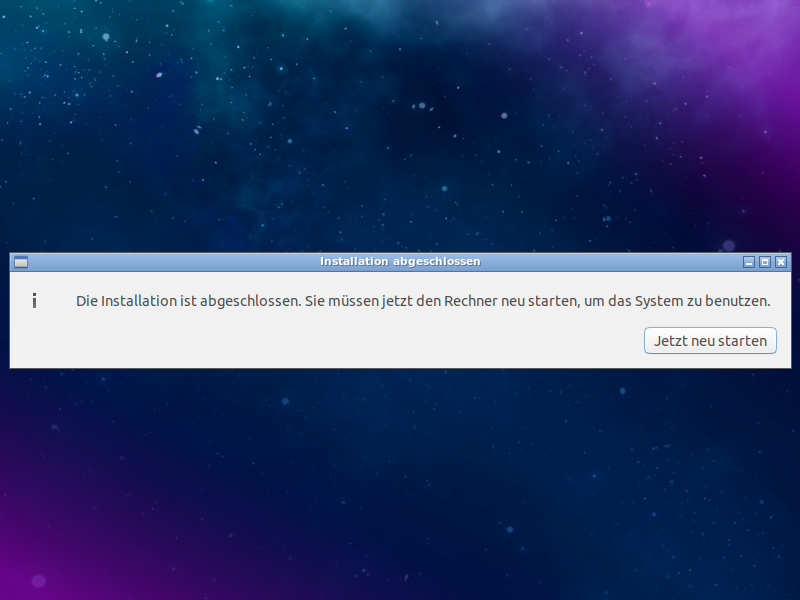 Installation abgeschlossen
Die Installation ist abgeschlossen. Sie müssen jetzt den Rechner neu starten, um das System zu benutzen.
Jetzt neu starten